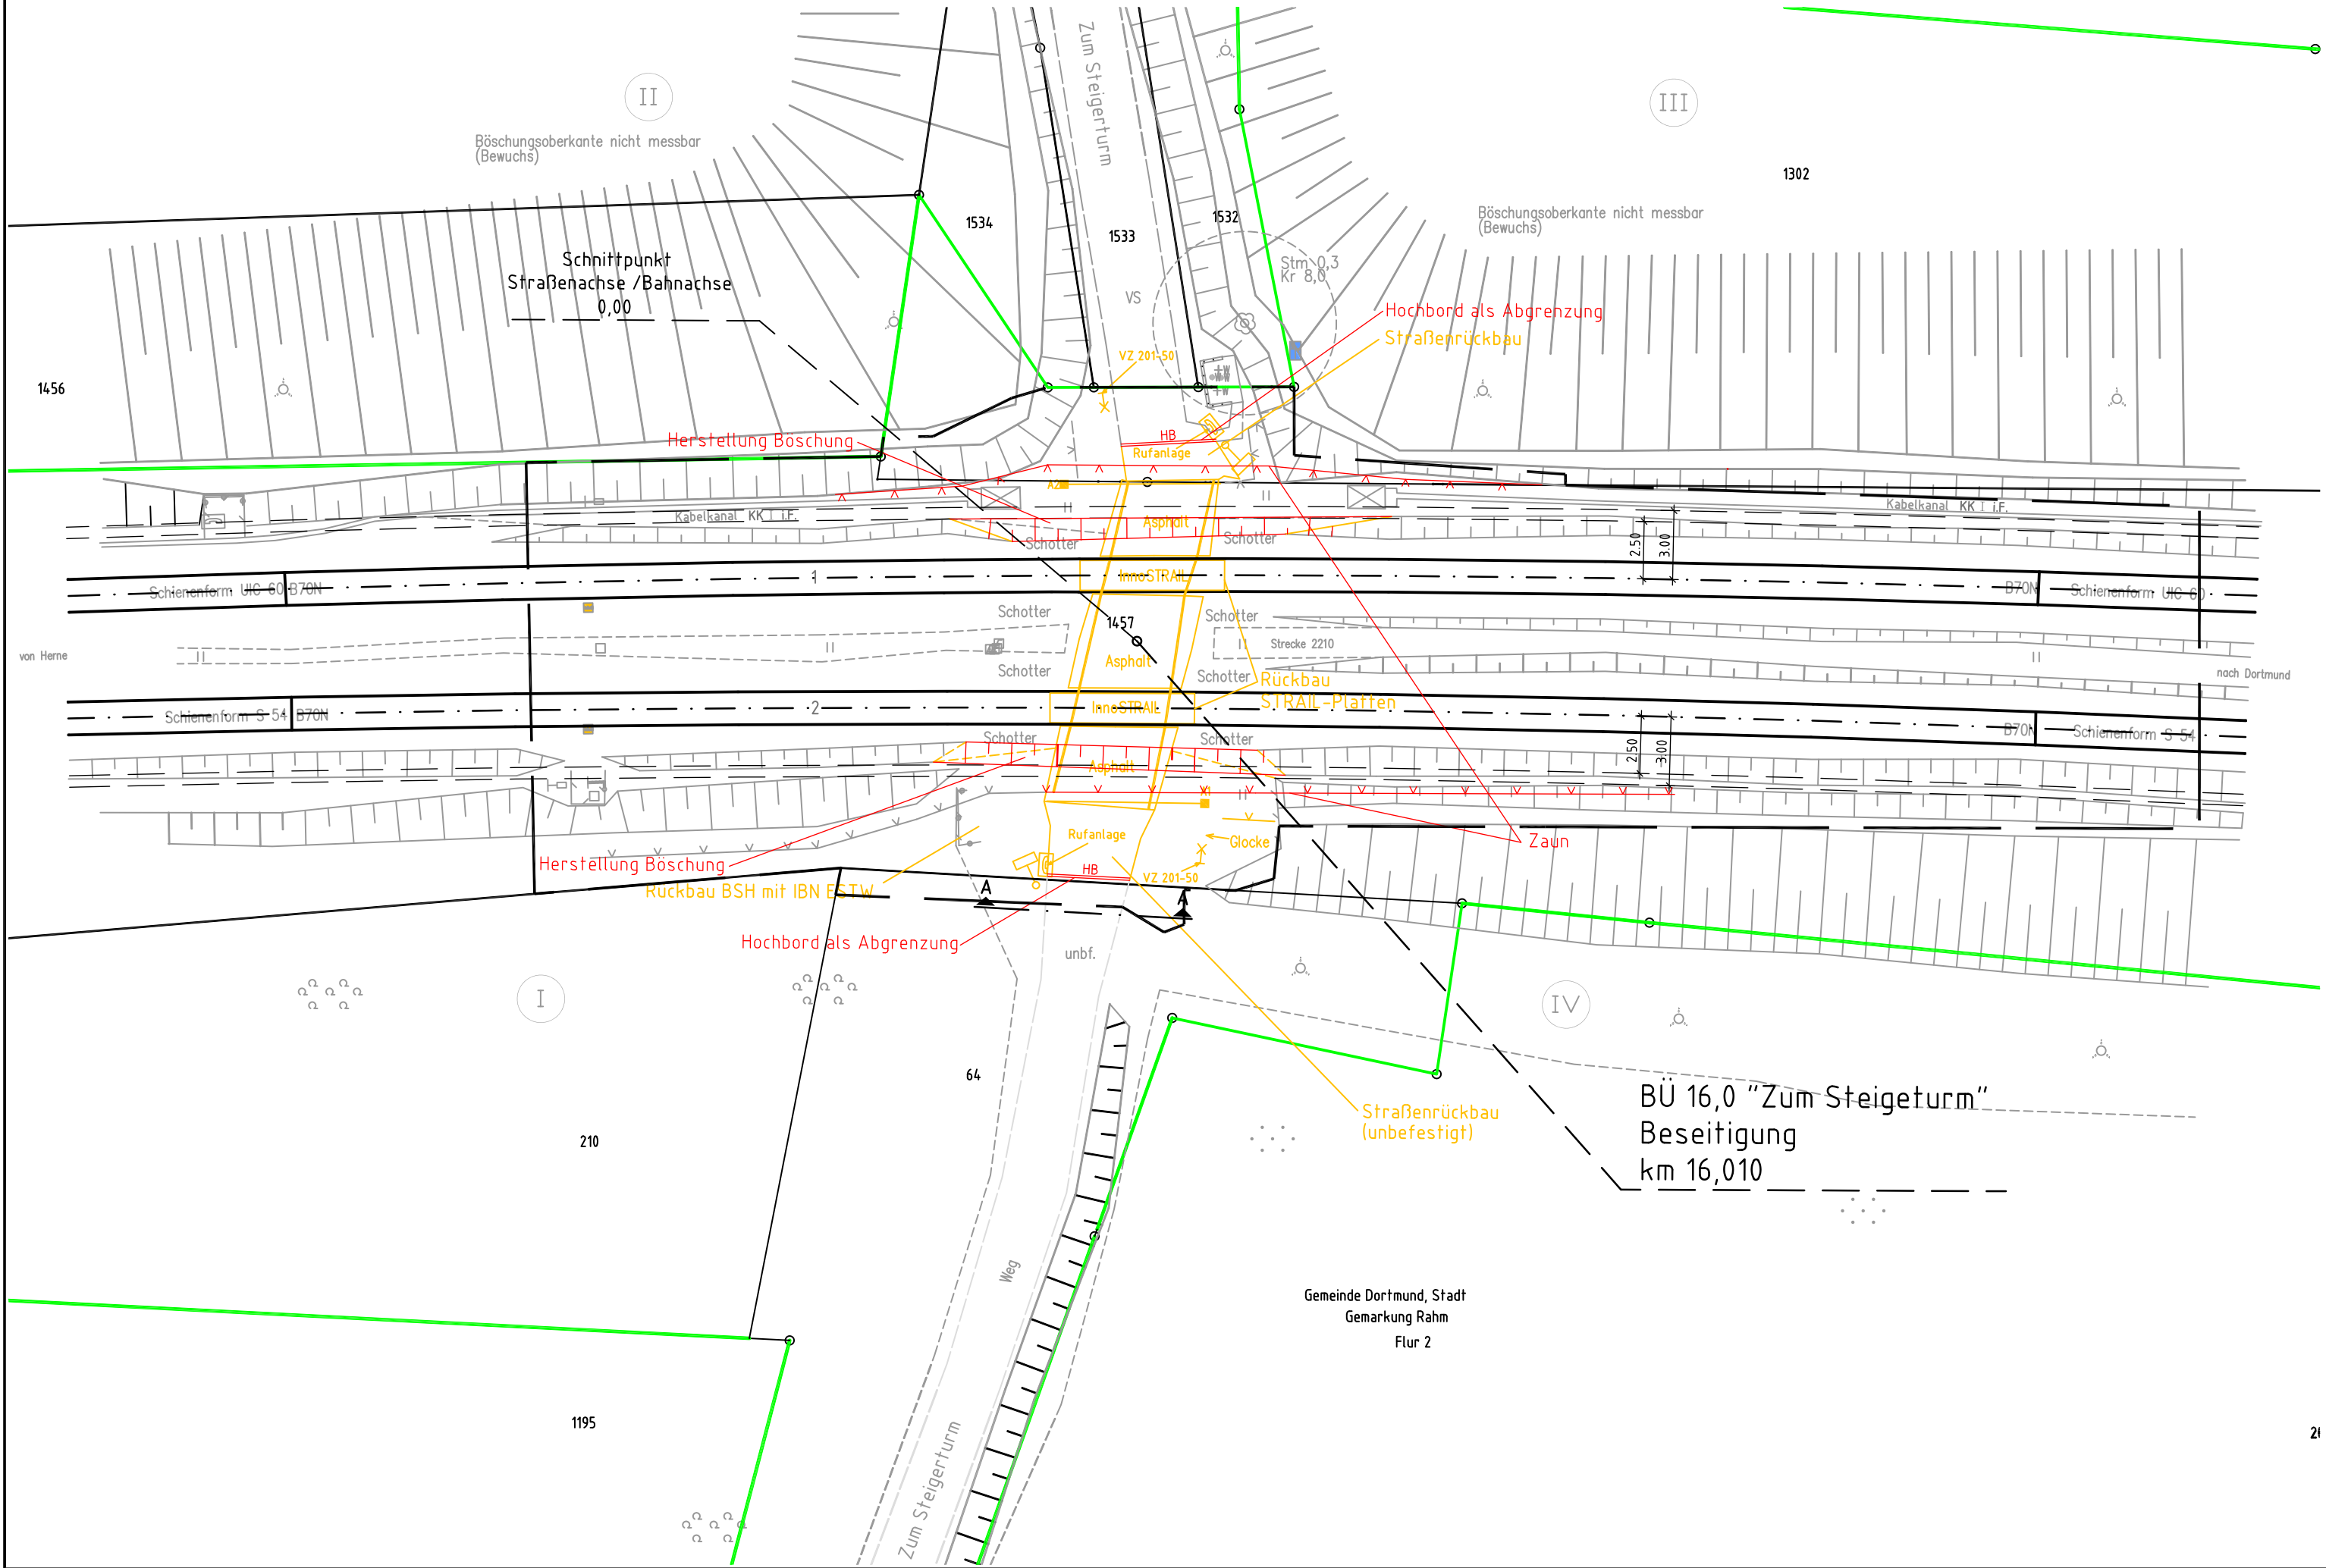 Zum Steigerturm
II
III
Böschungsoberkante nicht messbar
(Bewuchs)
1302
1534
1533
1532
Böschungsoberkante nicht messbar
(Bewuchs)
Schnittpunkt
Straßenachse /Bahnachse
0,00
Stm 0,3
Kr 8,0
VS
Hochbord als Abgrenzung
Straßenrückbau
VZ 201-50
1456
Herstellung Böschung
HB
Rufanlage
A2
Kabelkanal KK I i.F.
Kabelkanal KK I i.F.
Asphalt
Schotter
Schotter
2.50
3.00
Schienenform UIC 60
B70N
1
InnoSTRAIL
B70N
Schienenform UIC 60
Schotter
Schotter
1457
von Herne
Strecke 2210
Asphalt
Schotter
Schotter
nach Dortmund
Rückbau
STRAIL-Platten
Schienenform S 54
B70N
2
InnoSTRAIL
B70N
Schienenform S 54
Schotter
Schotter
2.50
3.00
Asphalt
Rufanlage
Glocke
Zaun
Herstellung Böschung
HB
VZ 201-50
Rückbau BSH mit IBN ESTW
A
A
Hochbord als Abgrenzung
unbf.
I
IV
64
BÜ 16,0 "Zum Steigeturm"
Beseitigung
km 16,010
Straßenrückbau
(unbefestigt)
210
Weg
Gemeinde Dortmund, Stadt
Gemarkung Rahm
Flur 2
1195
Zum Steigerturm